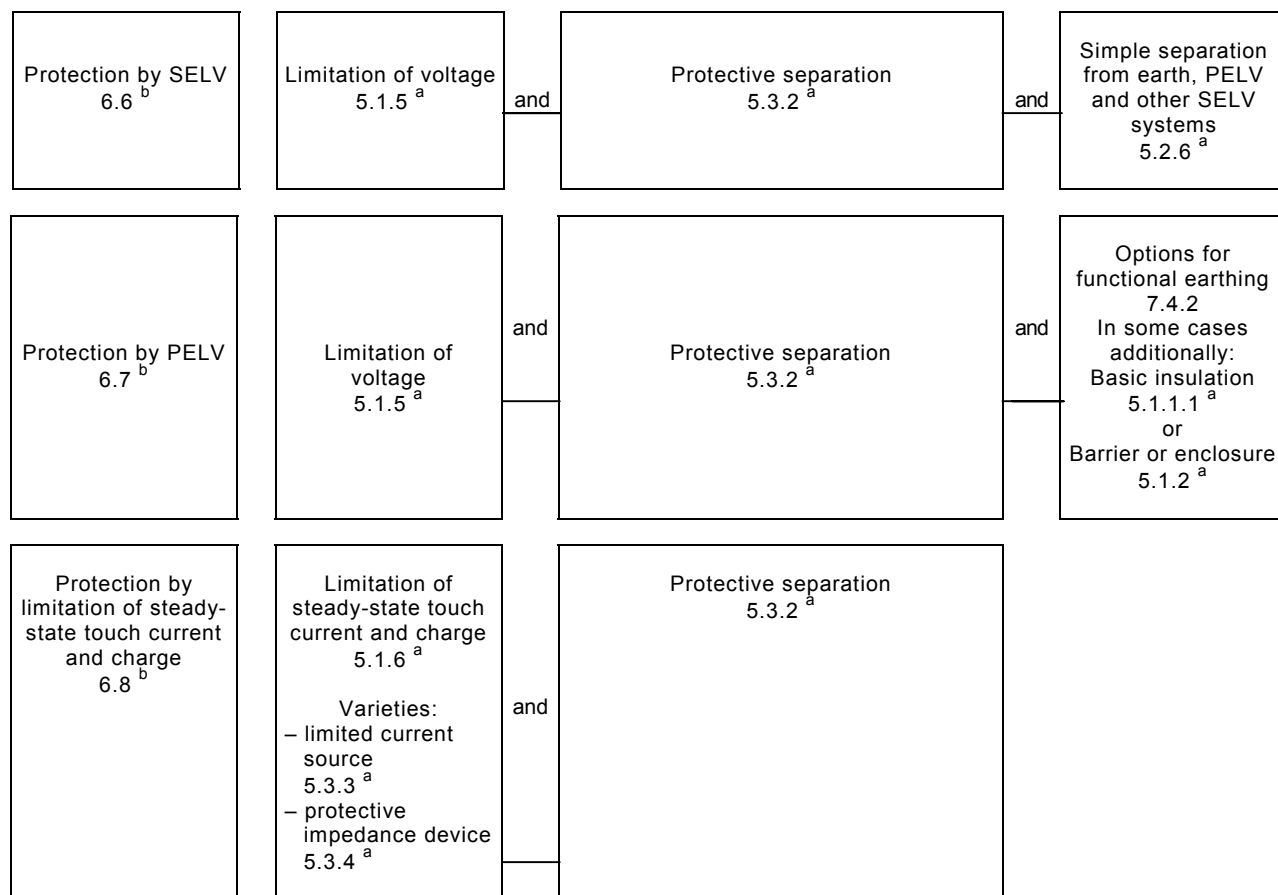 Protection by SELV
6.6 b
Limitation of voltage
5.1.5 a
and
Protective separation
5.3.2 a
and
Simple separation
from earth, PELV
and other SELV
systems
5.2.6 a
Protection by PELV
6.7 b
Limitation of
voltage
5.1.5 a
and
Protective separation
5.3.2 a
and
Options for
functional earthing
7.4.2
In some cases
additionally:
Basic insulation
5.1.1.1 a
or
Barrier or enclosure
5.1.2 a
Protection by
limitation of steady-
state touch current
and charge
6.8 b
Limitation of
steady-state touch
current and charge
5.1.6 a
Varieties:
– limited current
source
5.3.3 a
– protective
impedance device
5.3.4 a
and
Protective separation
5.3.2 a